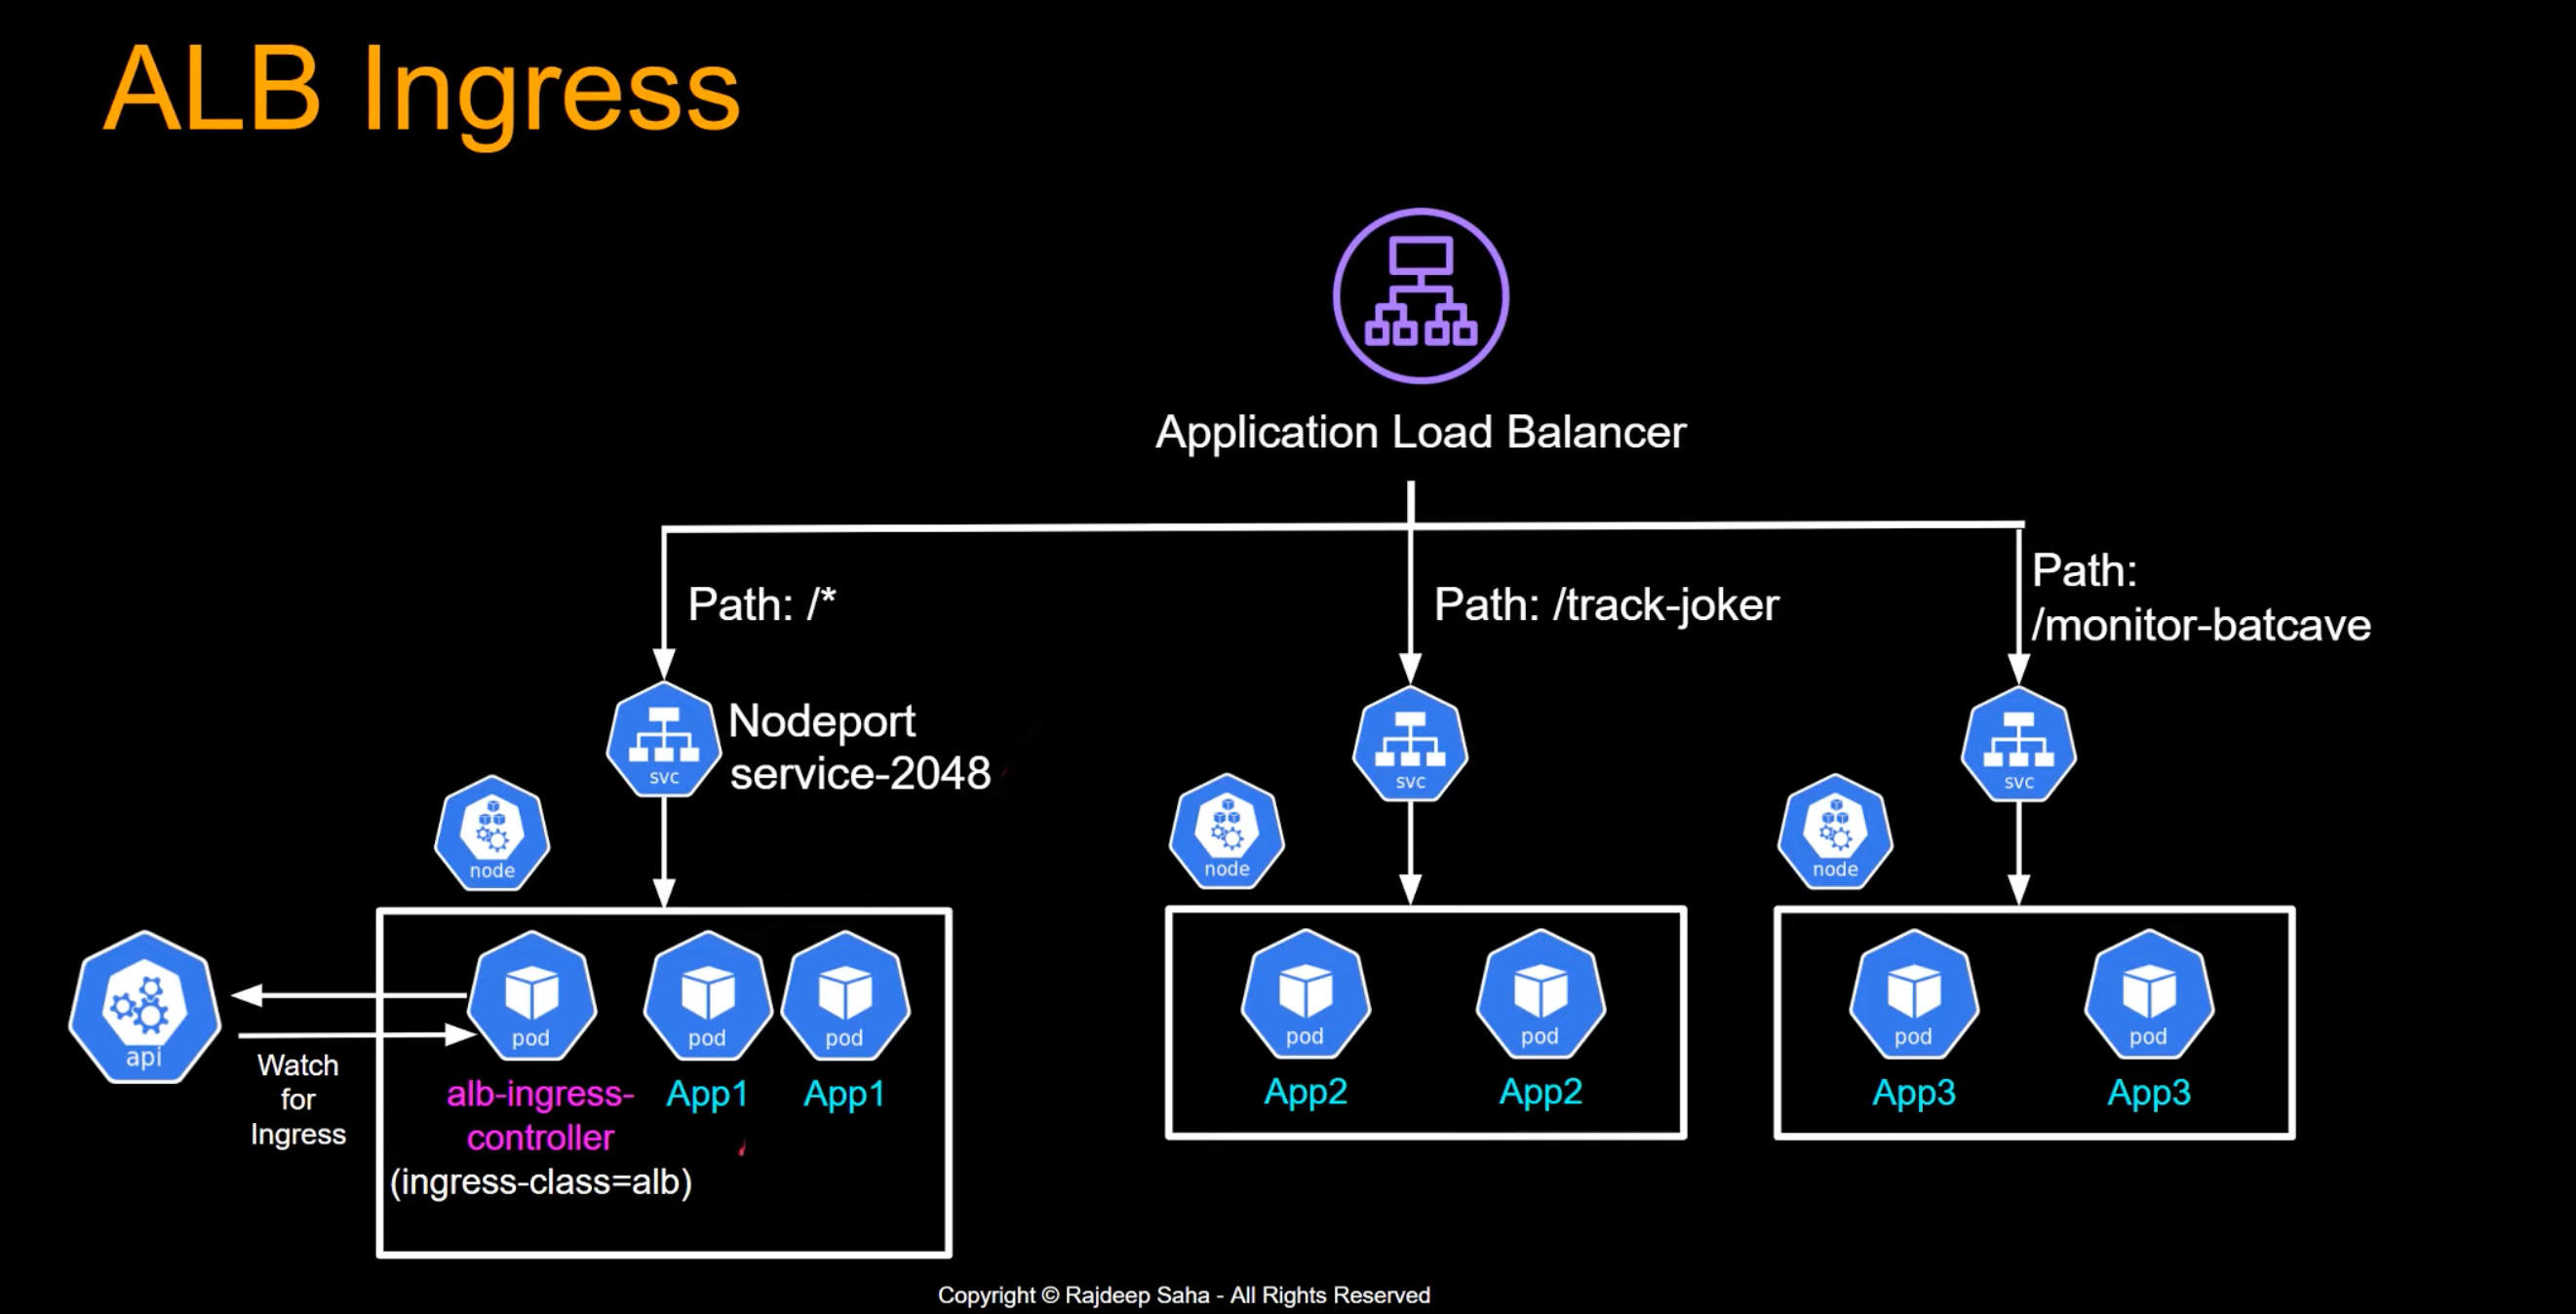 ALB Ingress
Application Load Balancer
Path: /*
Path: /track-joker
Path:
/monitor-batcave
svc
Nodeport
service-2048
svc
svc
node
node
node
api
Watch
for
Ingress
pod
pod
pod
alb-ingress-
controller
(ingress-class=alb)
App1
App1
pod
pod
App2
App2
pod
pod
App3
App3
Copyright © Rajdeep Saha - All Rights Reserved